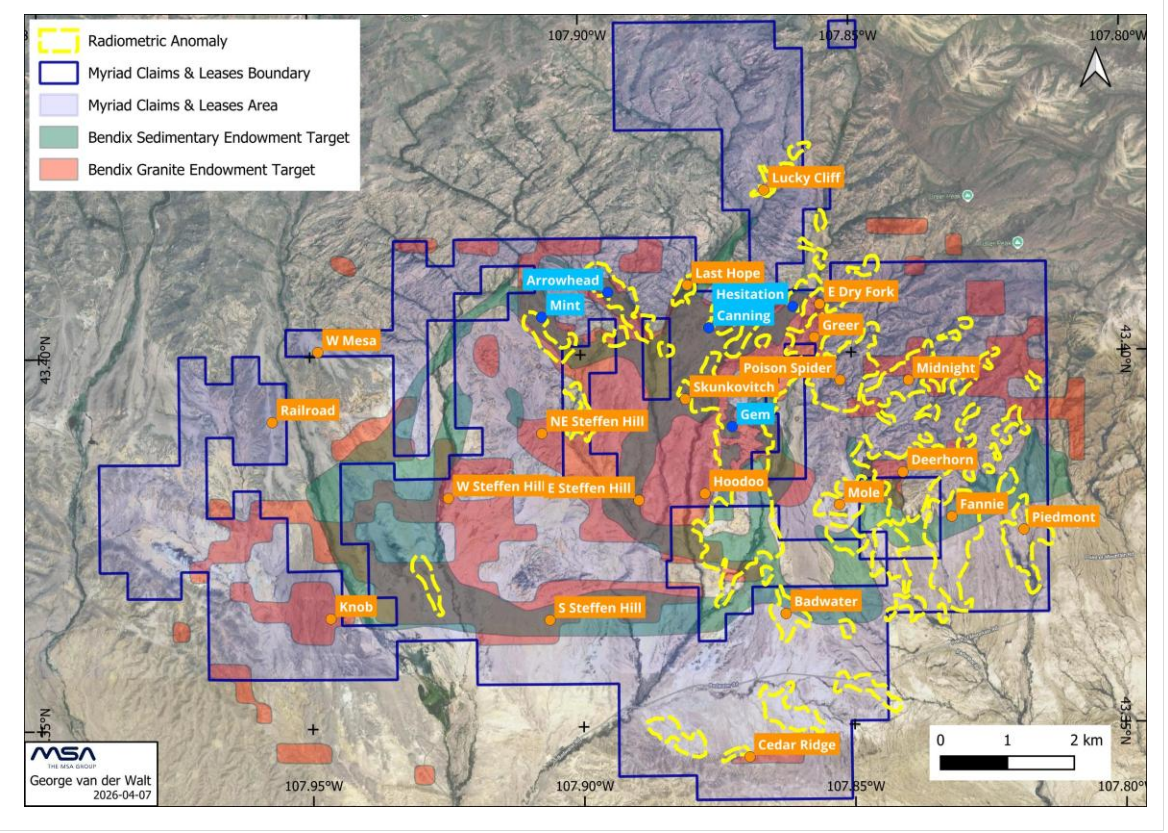 107.90°W
107.85°W
107.80°W
Radiometric Anomaly
Myriad Claims & Leases Boundary
Myriad Claims & Leases Area
Bendix Sedimentary Endowment Target
Bendix Granite Endowment Target
Lucky Cliff
Arrowhead
Last Hope
Mint
Hesitation
E Dry Fork
Canning
Greer
W Mesa
43.40°N
43.40°N
Poison Spider
Midnight
Skunkovitch
Railroad
Gem
NE Steffen Hill
Deerhorn
W Steffen Hill
E Steffen Hill
Hoodoo
Mole
Fannie
Piedmont
Knob
S Steffen Hill
Badwater
35°N
43.35°N
Cedar Ridge
0 1 2 km
MSA
THE MSA GROUP
George van der Walt
2026-04-07
107.95°W
107.90°W
107.85°W
107.80°W